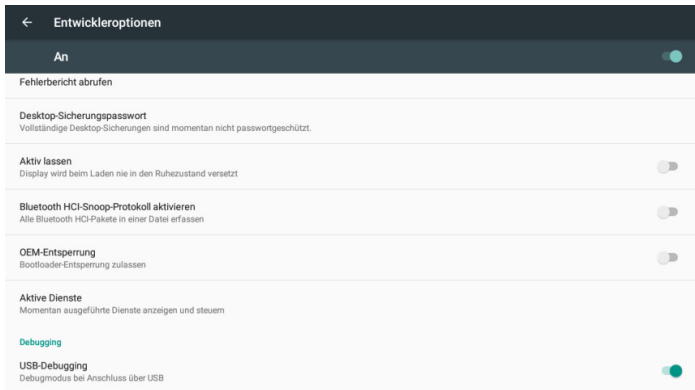 Entwickleroptionen
An
Fehlerbericht abrufen
Desktop-Sicherungspasswort
Vollständige Desktop-Sicherungen sind momentan nicht passwortgeschützt.
Aktiv lassen
Display wird beim Laden nie in den Ruhezustand versetzt
Bluetooth HCI-Snoop-Protokoll aktivieren
Alle Bluetooth HCI-Pakete in einer Datei erfassen
OEM-Entsperrung
Bootloader-Entsperrung zulassen
Aktive Dienste
Momentan ausgeführte Dienste anzeigen und steuern
Debugging
USB-Debugging
Debugmodus bei Anschluss über USB